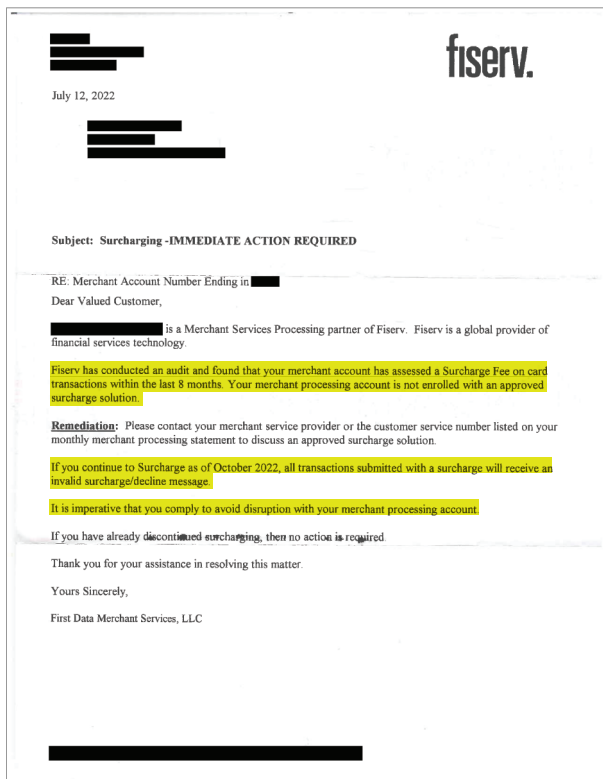 fiserv.
July 12, 2022
Subject: Surcharging -IMMEDIATE ACTION REQUIRED
RE: Merchant Account Number Ending in
Dear Valued Customer,
is a Merchant Services Processing partner of Fiserv. Fiserv is a global provider of
financial services technology.
Fiserv has conducted an audit and found that your merchant account has assessed a Surcharge Fee on card
transactions within the last 8 months. Your merchant processing account is not enrolled with an approved
surcharge solution.
Remediation: Please contact your merchant service provider or the customer service number listed on your
monthly merchant processing statement to discuss an approved surcharge solution.
If you continue to Surcharge as of October 2022, all transactions submitted with a surcharge will receive an
invalid surcharge/decline message.
It is imperative that you comply to avoid disruption with your merchant processing account.
If you have already discontinued surcharging, then no action is required.
Thank you for your assistance in resolving this matter.
Yours Sincerely,
First Data Merchant Services, LLC